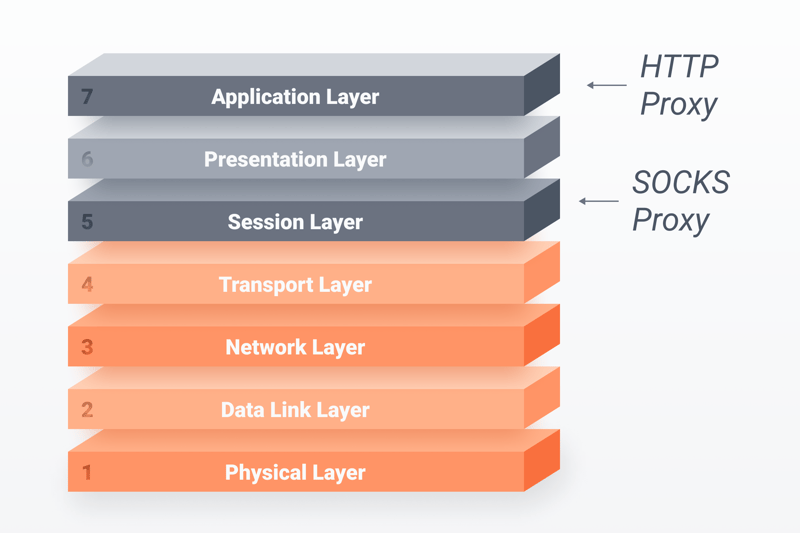 HTTP
Proxy
7 Application Layer
6 Presentation Layer
SOCKS
Proxy
5 Session Layer
4 Transport Layer
3 Network Layer
2 Data Link Layer
1 Physical Layer